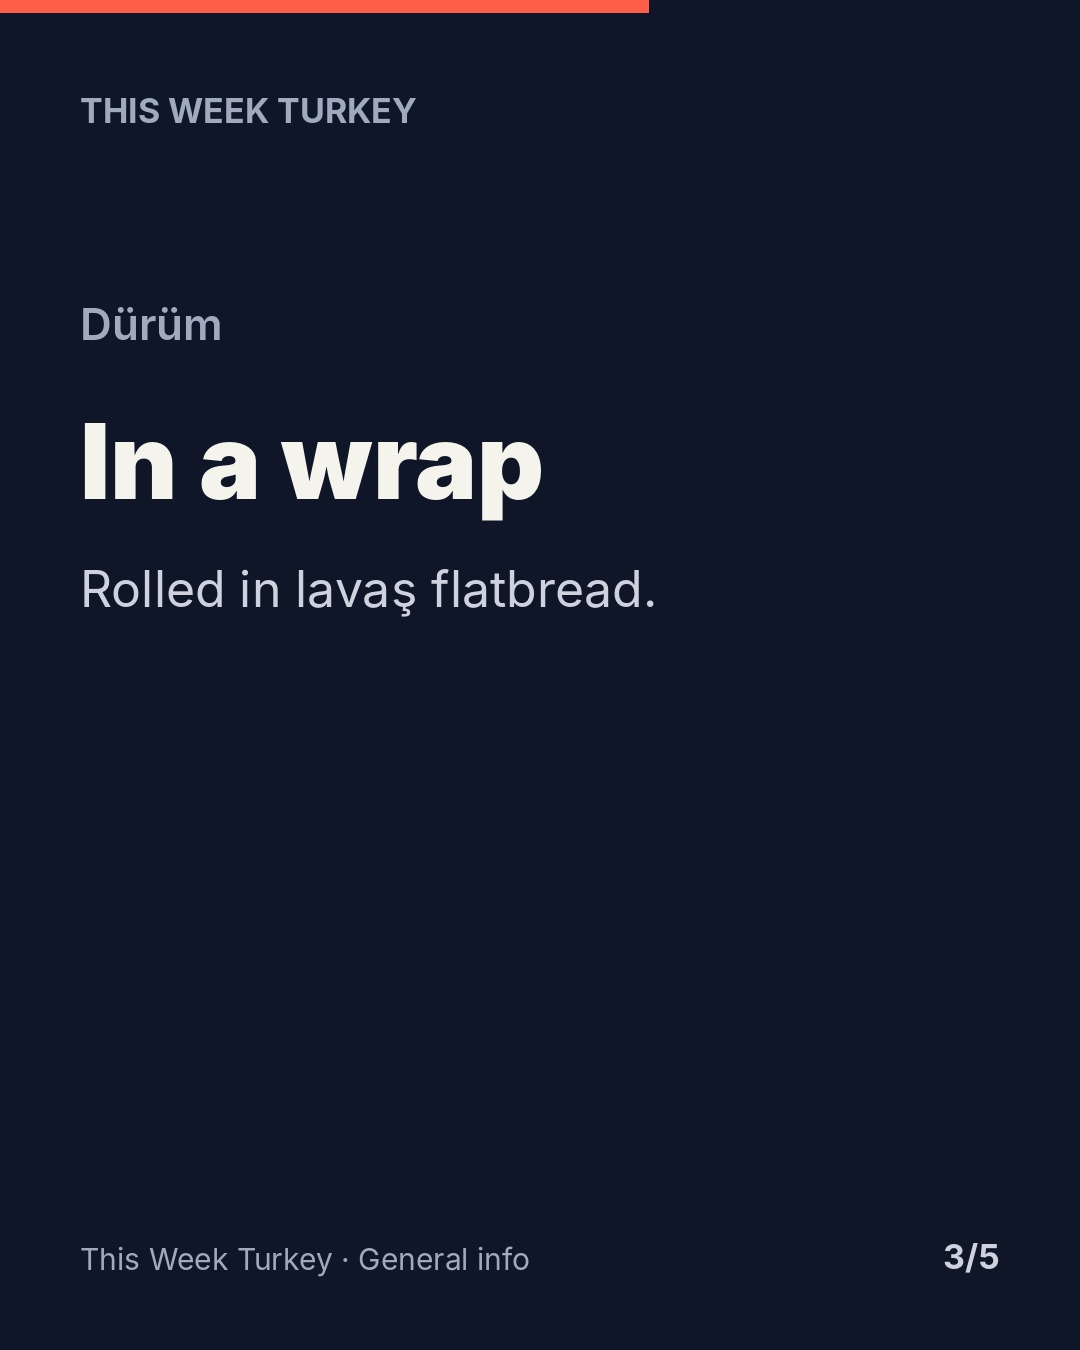 THIS WEEK TURKEY
Dürüm
In a wrap
Rolled in lavaş flatbread.
This Week Turkey · General info
3/5